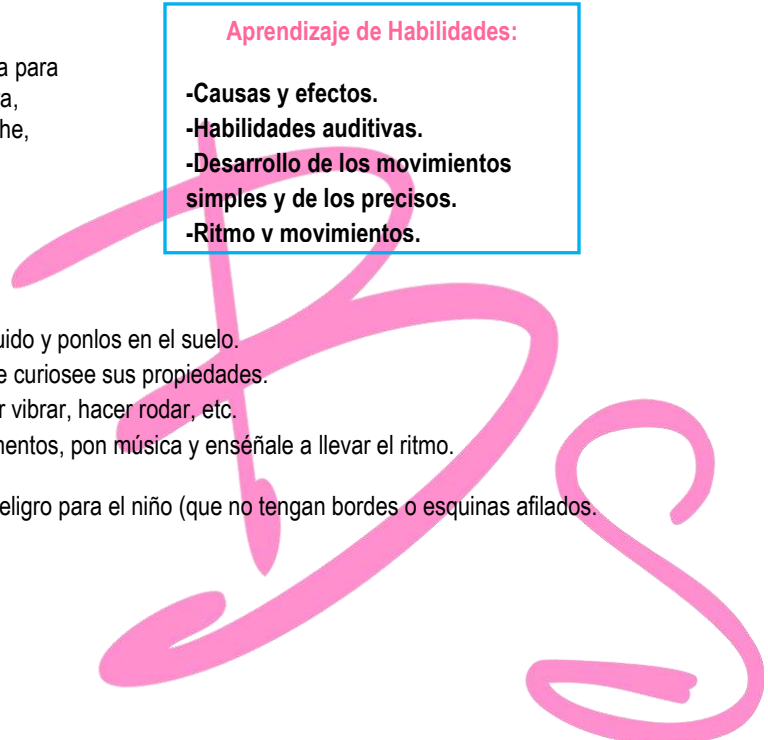 Aprendizaje de Habilidades:
a para
a,
he,
-Causas y efectos.
-Habilidades auditivas.
-Desarrollo de los movimientos
simples y de los precisos.
-Ritmo y movimientos.
uido y ponlos en el suelo.
e curiosee sus propiedades.
r vibrar, hacer rodar, etc.
mentos, pon música y enséñale a llevar el ritmo.
eligro para el niño (que no tengan bordes o esquinas afilados.
BS